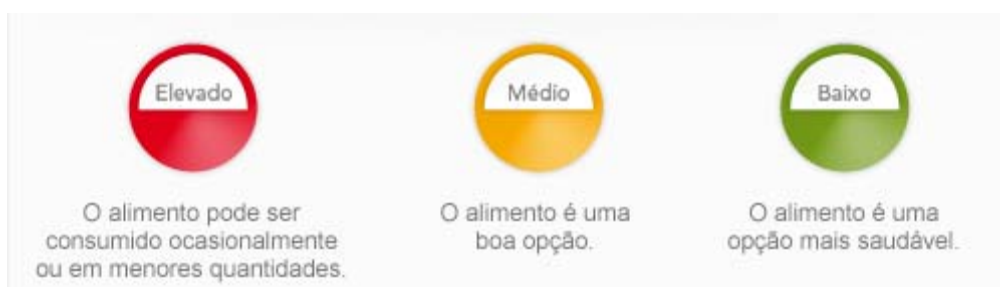 Elevado
Médio
Baixo
O alimento pode ser
consumido ocasionalmente
ou em menores quantidades.
O alimento é uma
boa opção.
O alimento é uma
opção mais saudável.